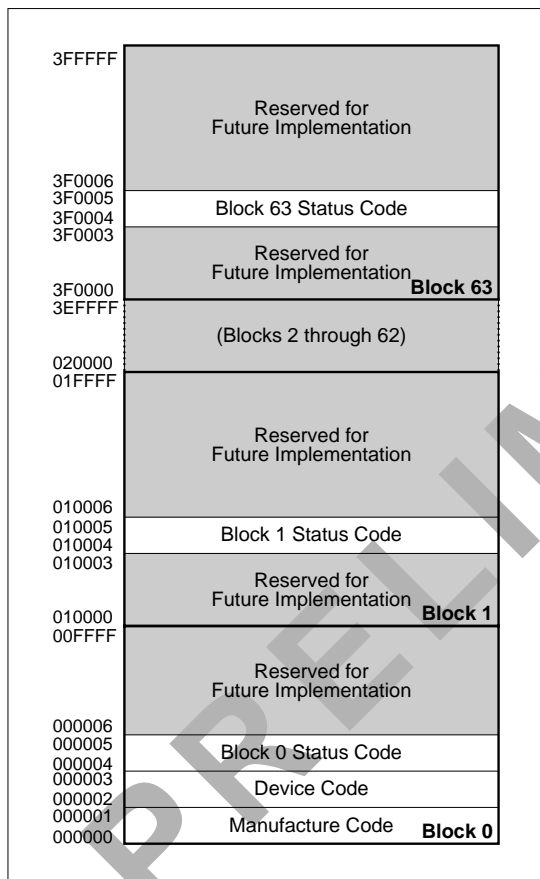 3FFFFF
Reserved for
Future Implementation
3F0006
3F0005
Block 63 Status Code
3F0004
3F0003
Reserved for
Future Implementation
Block 63
3F0000
3EFFFF
(Blocks 2 through 62)
020000
01FFFF
Reserved for
Future Implementation
010006
010005
Block 1 Status Code
010004
010003
Reserved for
Future Implementation
Block 1
010000
00FFFF
Reserved for
Future Implementation
000006
000005
Block 0 Status Code
000004
000003
Device Code
000002
000001
Manufacture Code
Block 0
000000